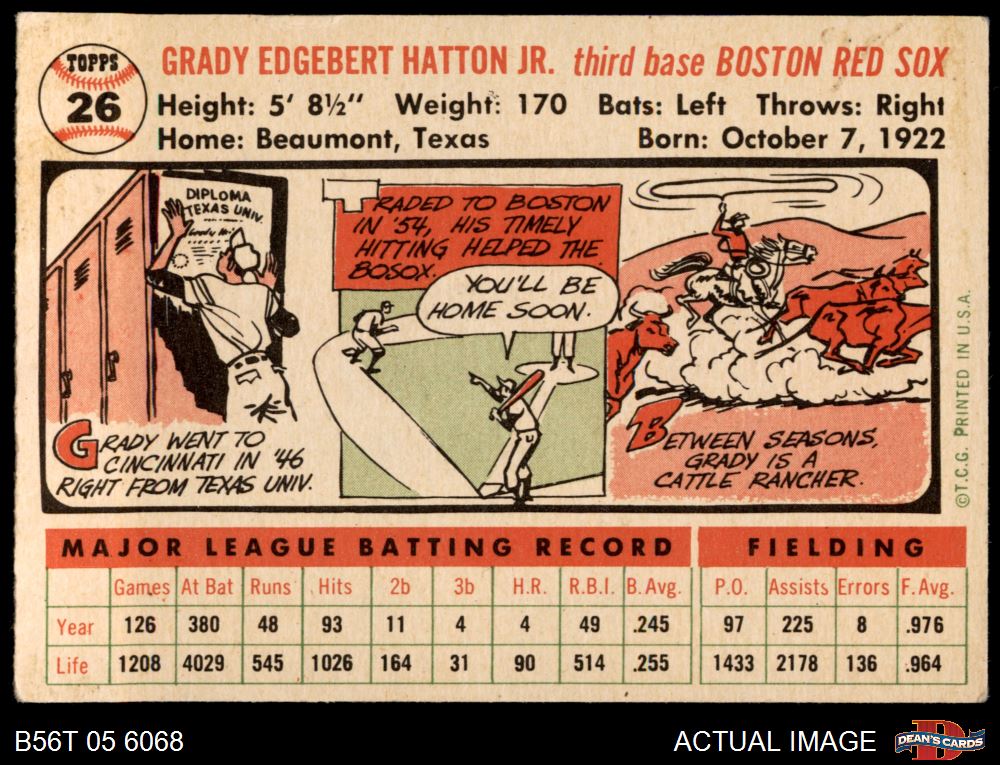 TOPPS
26
GRADY EDGEBERT HATTON JR. third base BOSTON RED SOX
Height: 5' 8½" Weight: 170 Bats: Left Throws: Right
Home: Beaumont, Texas Born: October 7, 1922
DIPLOMA
TEXAS UNIV.
GRADY WENT TO
CINCINNATI IN '46
RIGHT FROM TEXAS UNIV.
TRADED TO BOSTON
IN '54, HIS TIMELY
HITTING HELPED THE
BOSOX.
YOU'LL BE
HOME SOON.
BETWEEN SEASONS,
GRADY IS A
CATTLE RANCHER.
©T.C.G. PRINTED IN U.S.A.
MAJOR LEAGUE BATTING RECORD FIELDING
Games At Bat Runs Hits 2b 3b H.R. R.B.I. B. Avg. P.O. Assists Errors F. Avg.
Year 126 380 48 93 11 4 4 49 .245 97 225 8 .976
Life 1208 4029 545 1026 164 31 90 514 .255 1433 2178 136 .964
B56T 05 6068
ACTUAL IMAGE
DEAN'S CARDS